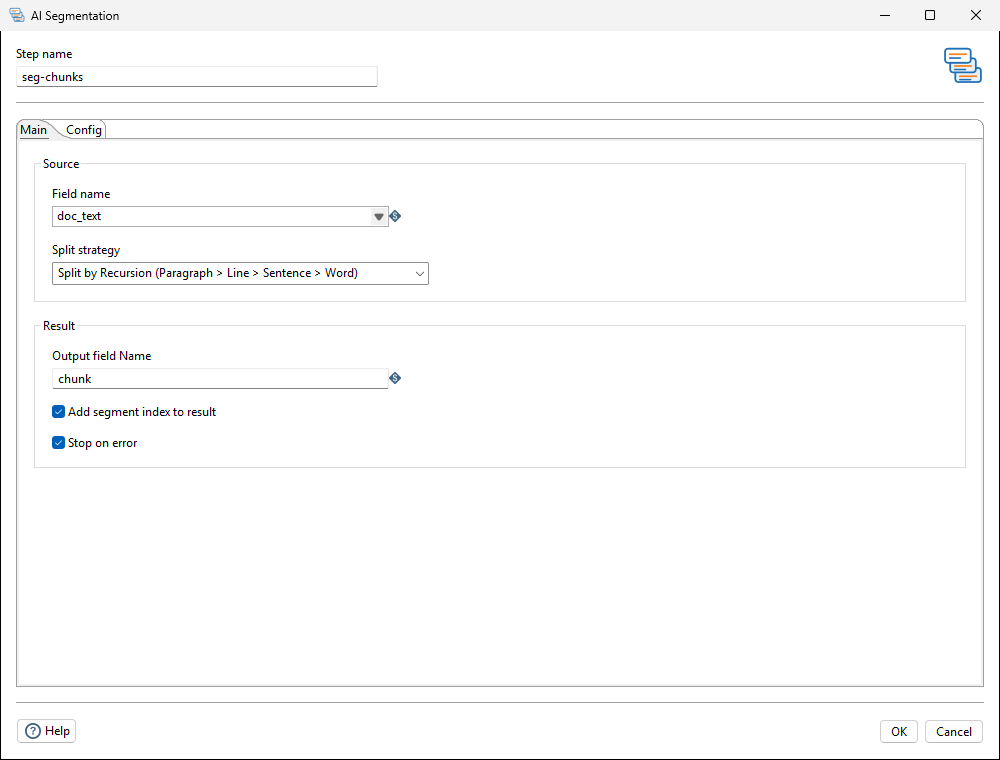 AI Segmentation
Step name
seg-chunks
Main
Config
Source
Field name
doc_text
Split strategy
Split by Recursion (Paragraph > Line > Sentence > Word)
Result
Output field Name
chunk
Add segment index to result
Stop on error
Help
OK
Cancel